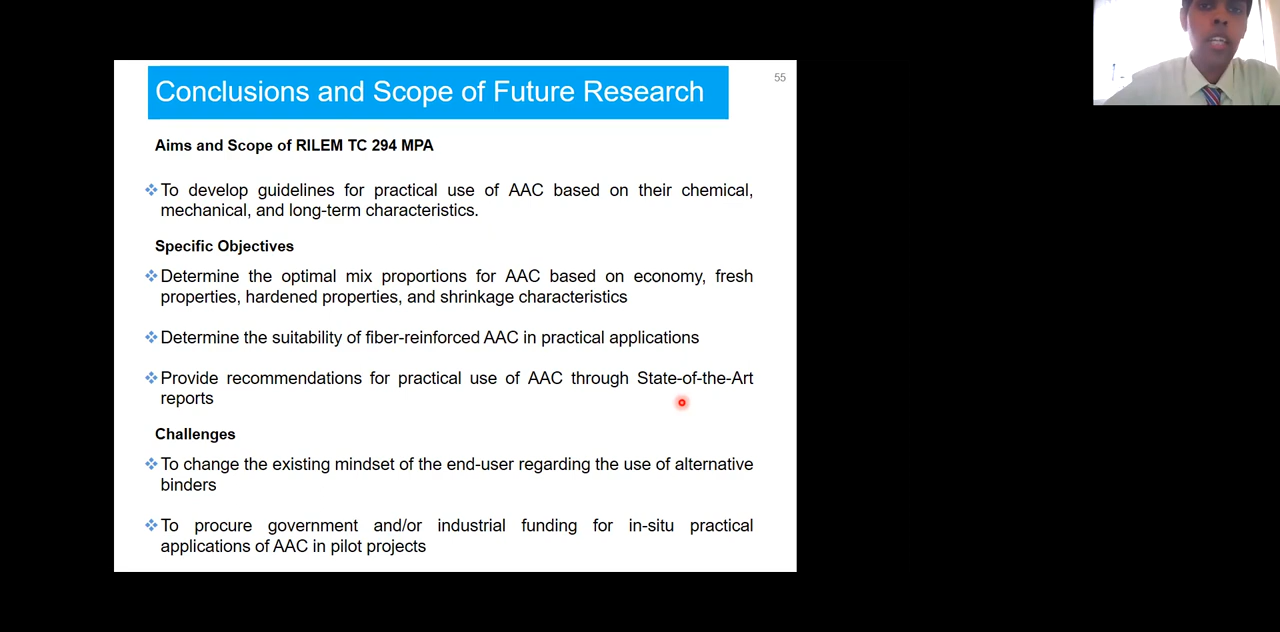 55
Conclusions and Scope of Future Research
Aims and Scope of RILEM TC 294 MPA
To develop guidelines for practical use of AAC based on their chemical,
mechanical, and long-term characteristics.
Specific Objectives
Determine the optimal mix proportions for AAC based on economy, fresh
properties, hardened properties, and shrinkage characteristics
Determine the suitability of fiber-reinforced AAC in practical applications
Provide recommendations for practical use of AAC through State-of-the-Art
reports
Challenges
To change the existing mindset of the end-user regarding the use of alternative
binders
To procure government and/or industrial funding for in-situ practical
applications of AAC in pilot projects